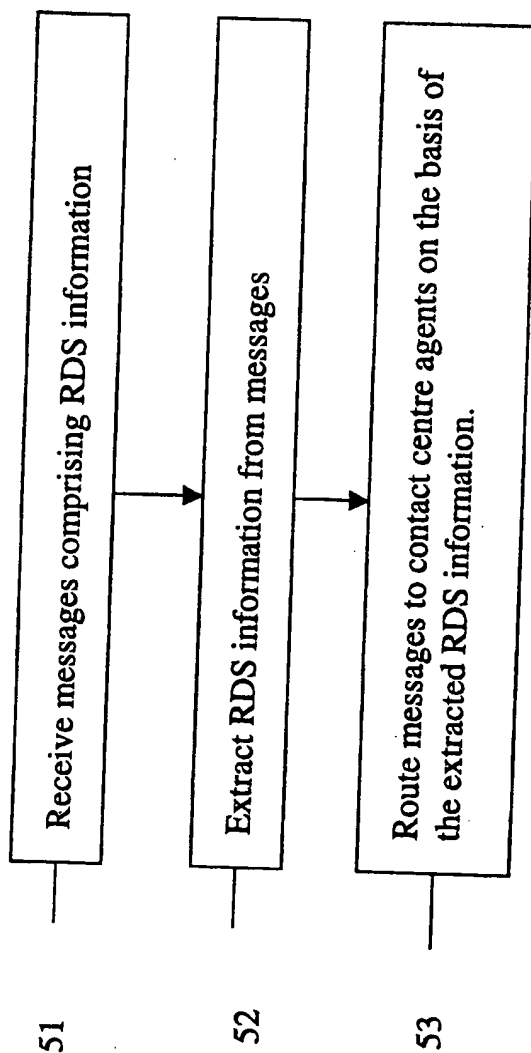 51
Receive messages comprising RDS information
52
Extract RDS information from messages
53
Route messages to contact centre agents on the basis of
the extracted RDS information.